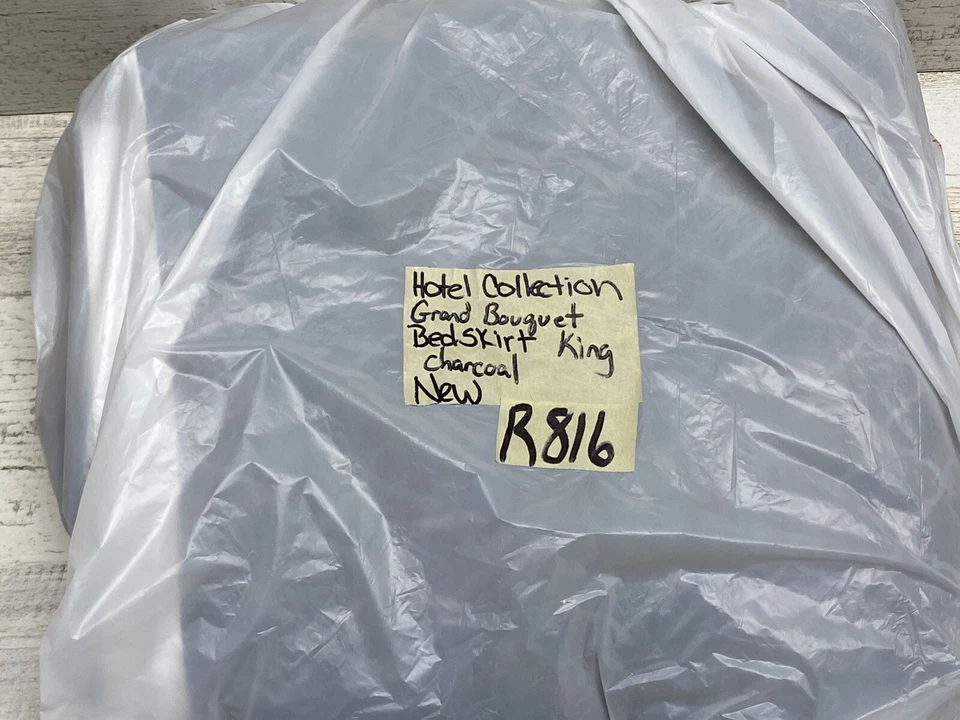 Hotel Collection
Grand Bouquet
BedSkirt King
Charcoal
New
R816